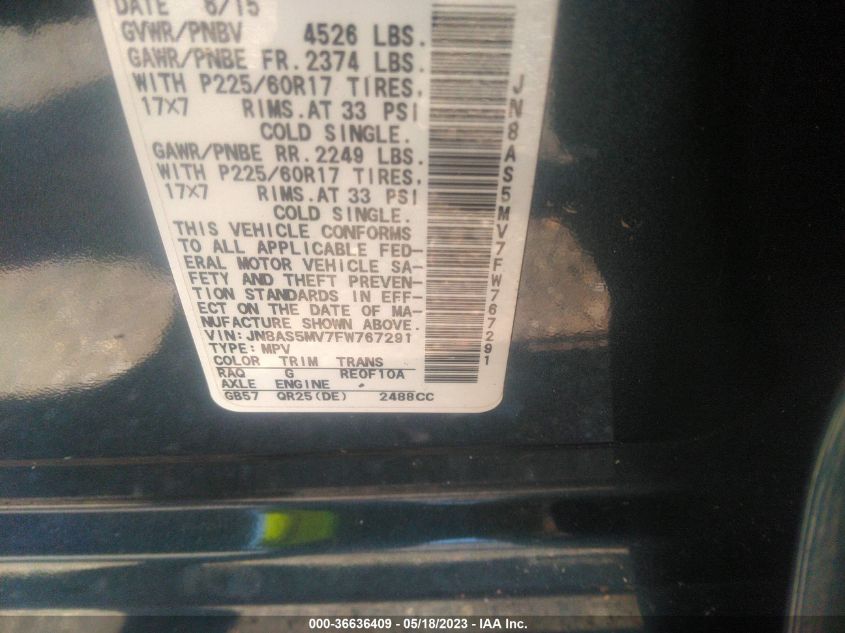 DATE 6/15
GVWR/PNBV 4526 LBS.
GAWR/PNBE FR. 2374 LBS.
WITH P225/60R17 TIRES,
17X7 RIMS. AT 33 PSI
COLD SINGLE.
GAWR/PNBE RR. 2249 LBS.
WITH P225/60R17 TIRES,
17X7 RIMS. AT 33 PSI
COLD SINGLE.
THIS VEHICLE CONFORMS
TO ALL APPLICABLE FED-
ERAL MOTOR VEHICLE SA-
FETY AND THEFT PREVEN-
TION STANDARDS IN EFF-
ECT ON THE DATE OF MA-
NUFACTURE SHOWN ABOVE.
VIN: JN8AS5MV7FW767291
TYPE: MPV
COLOR TRIM TRANS
RAQ G RE0F10A
AXLE ENGINE
GB57 QR25(DE) 2488CC
JN8AS5MV7FW767291
000-36636409 - 05/18/2023 - IAA Inc.